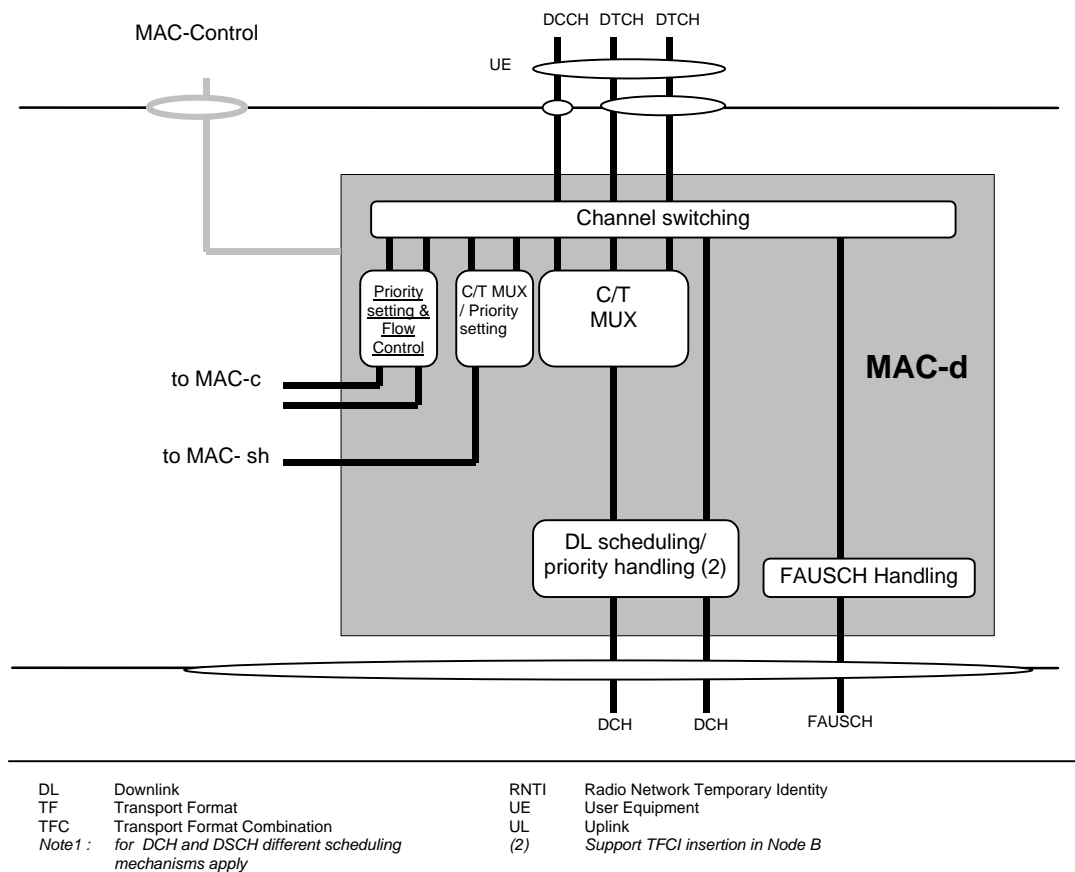 DCCH DTCH DTCH
MAC-Control
UE
Channel switching
Priority
setting &
Flow
Control
C/T MUX
/ Priority
setting
C/T
MUX
MAC-d
to MAC-c
to MAC- sh
DL scheduling/
priority handling (2)
FAUSCH Handling
DCH DCH FAUSCH
DL Downlink
TF Transport Format
TFC Transport Format Combination
Note1 : for DCH and DSCH different scheduling
mechanisms apply
RNTI Radio Network Temporary Identity
UE User Equipment
UL Uplink
(2) Support TFCI insertion in Node B